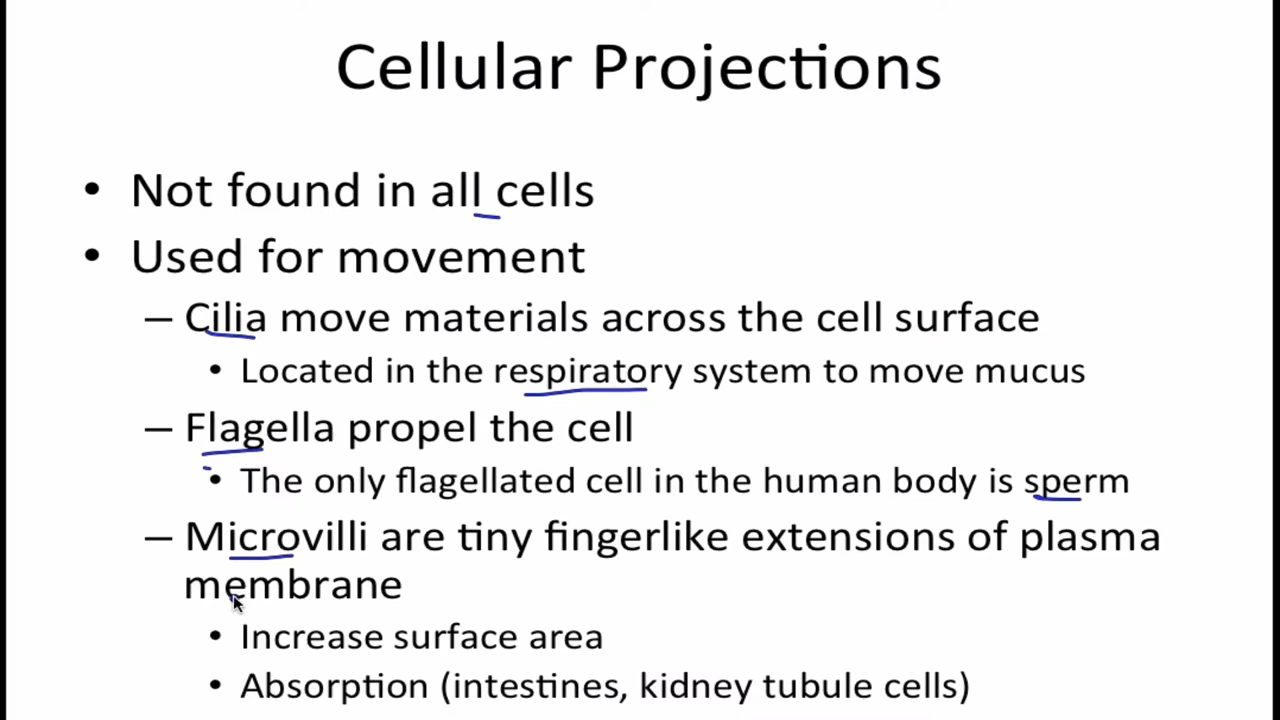 Cellular Projections
• Not found in all cells
• Used for movement
– Cilia move materials across the cell surface
• Located in the respiratory system to move mucus
– Flagella propel the cell
• The only flagellated cell in the human body is sperm
– Microvilli are tiny fingerlike extensions of plasma
membrane
• Increase surface area
• Absorption (intestines, kidney tubule cells)